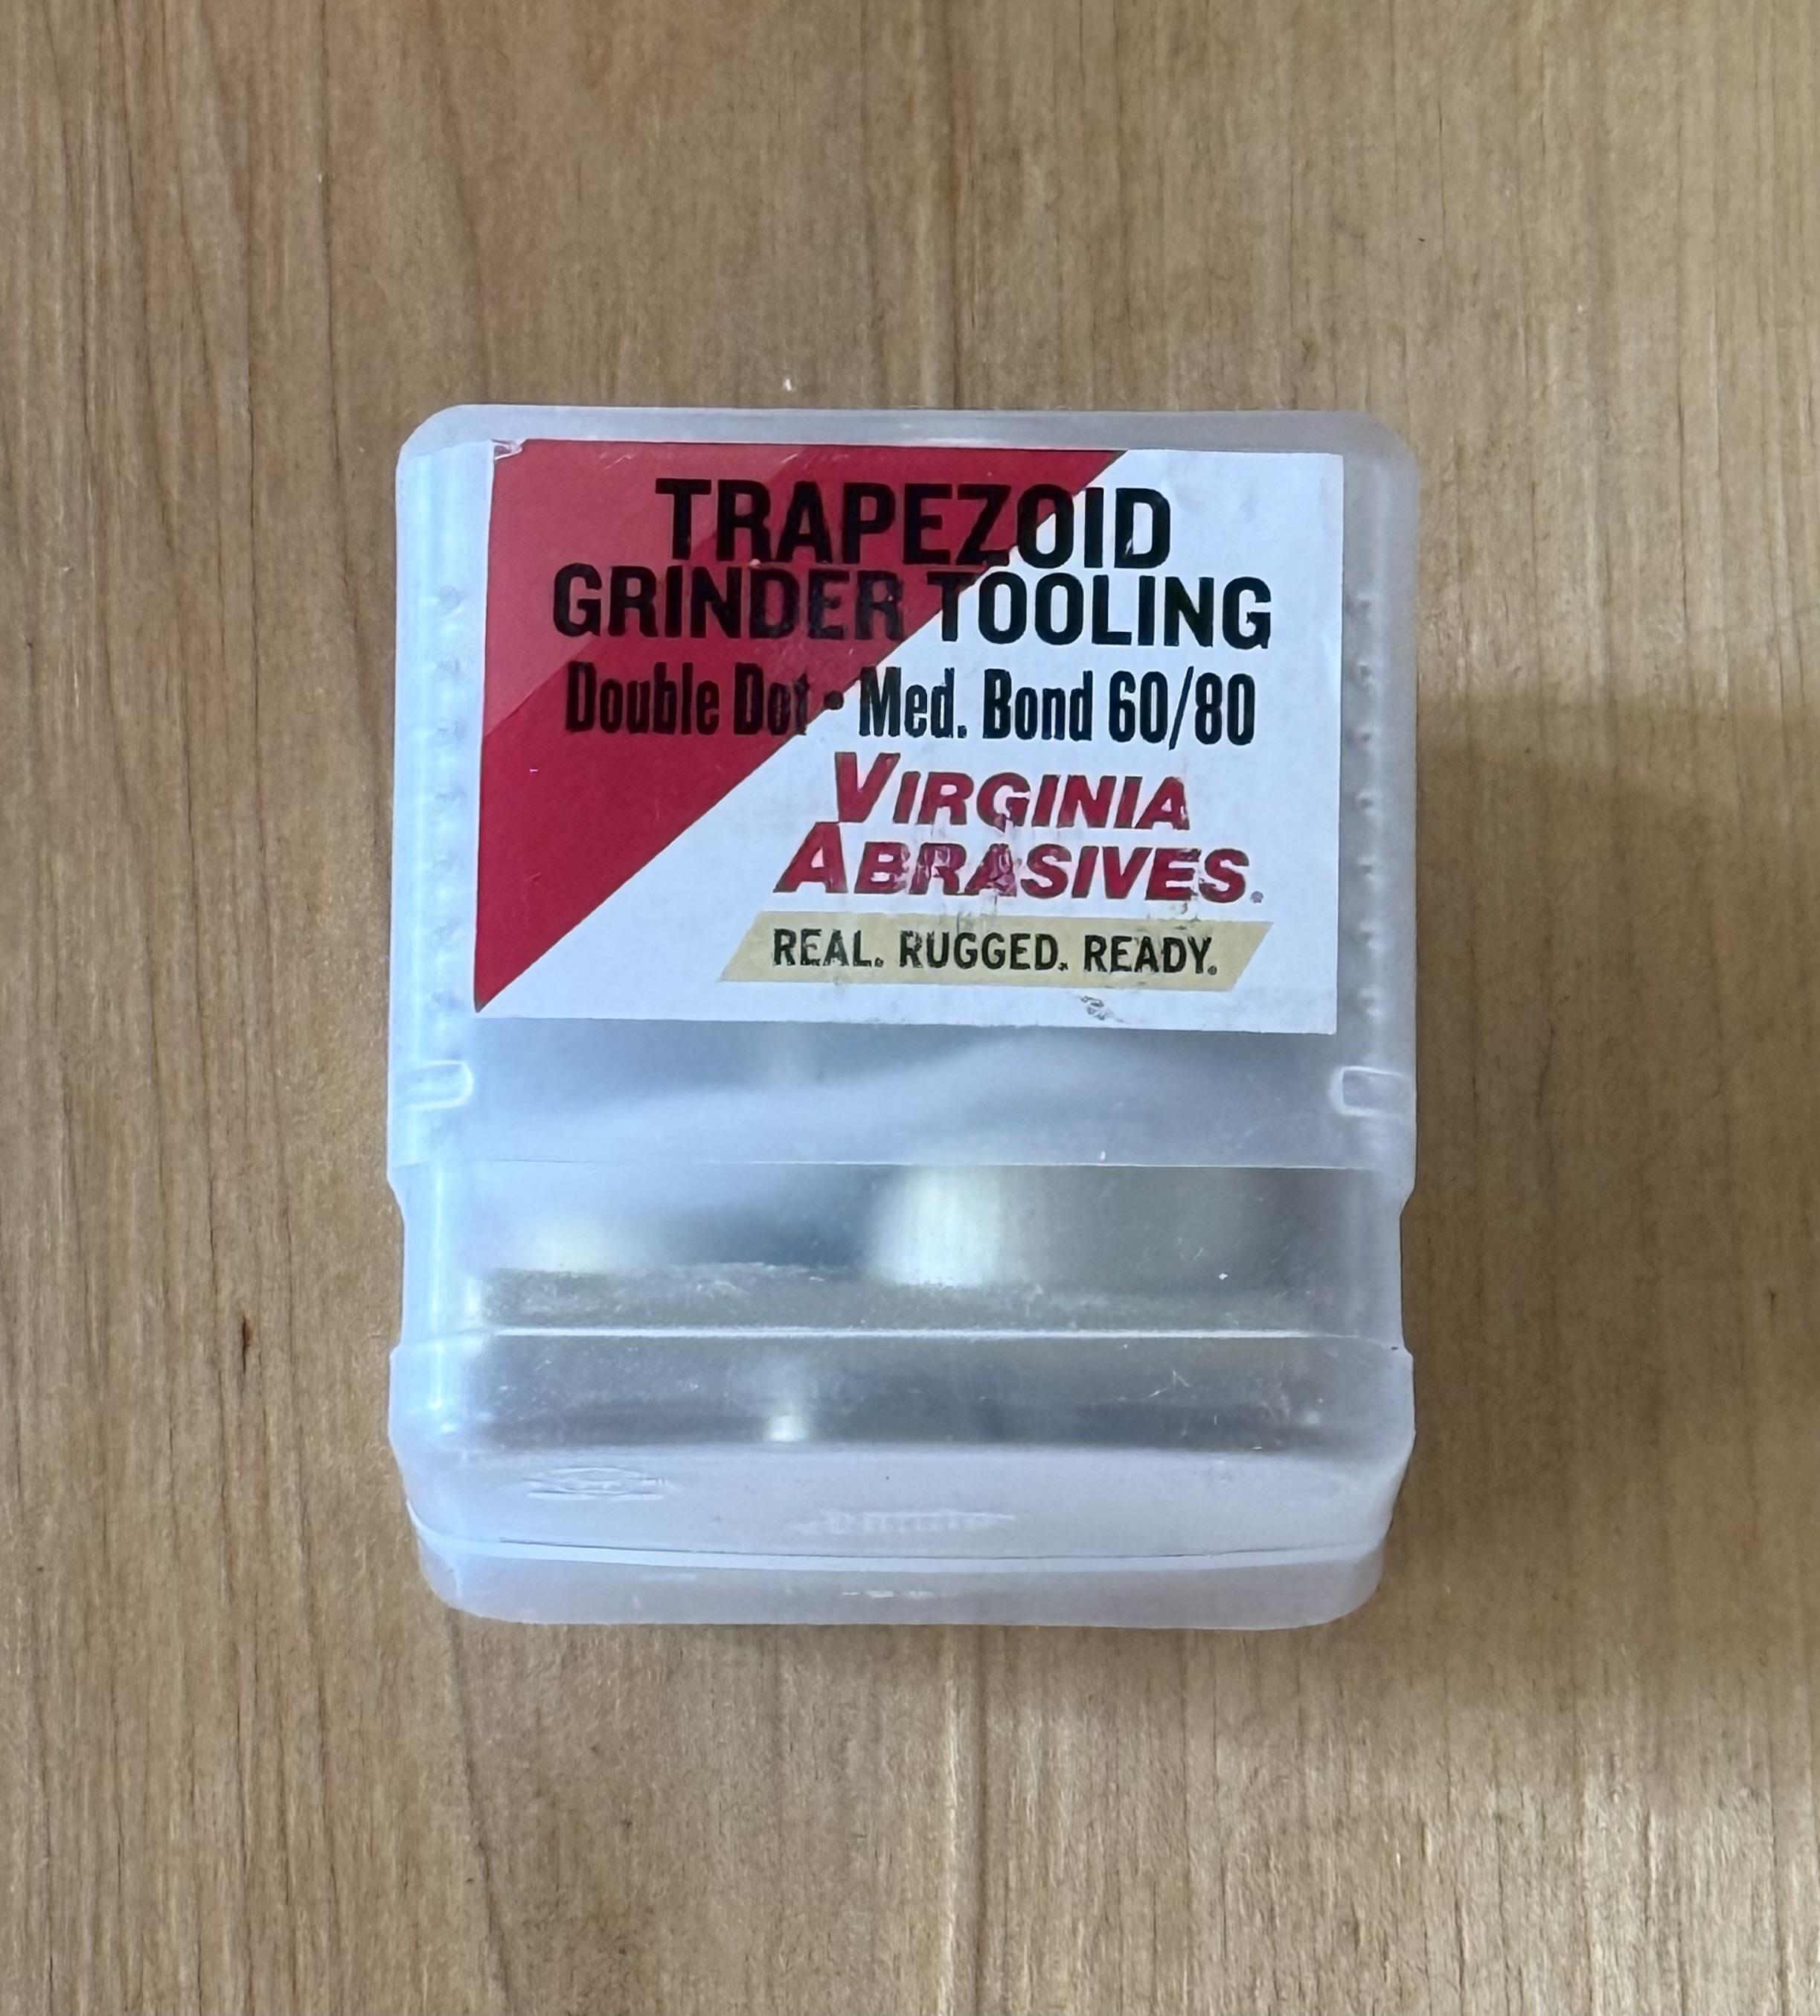 TRAPEZOID
GRINDER TOOLING
Double Dot • Med. Bond 60/80
VIRGINIA
ABRASIVES
REAL. RUGGED. READY.